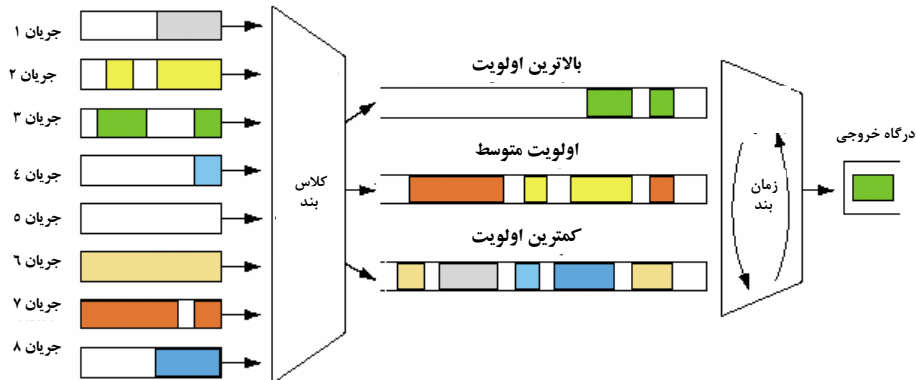 جریان ۱
جریان ۲
جریان ۳
جریان ٤
جریان ٥
جریان ٦
جریان ۷
جریان ۸
کلاس
بند
بالاترین اولویت
اولویت متوسط
کمترین اولویت
زمان
بند
درگاه خروجی